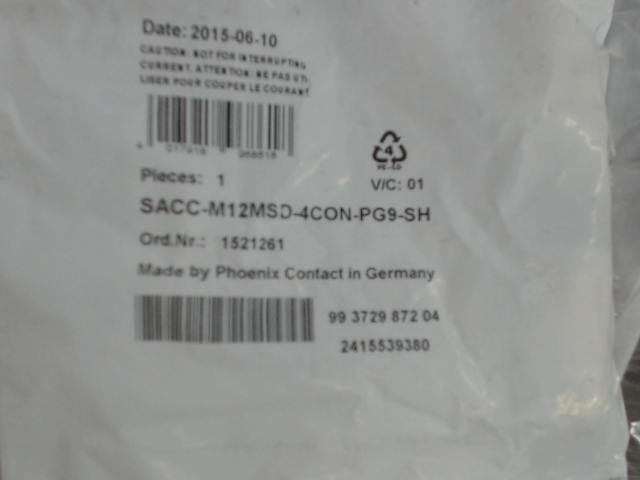 Date: 2015-06-10
CAUTION: NOT FOR INTERRUPTING
CURRENT. ATTENTION: NE PAS UTI-
LISER POUR COUPER LE COURANT
4
PE-LD
Pieces: 1
V/C: 01
SACC-M12MSD-4CON-PG9-SH
Ord.Nr.: 1521261
Made by Phoenix Contact in Germany
99 3729 872 04
2415539380